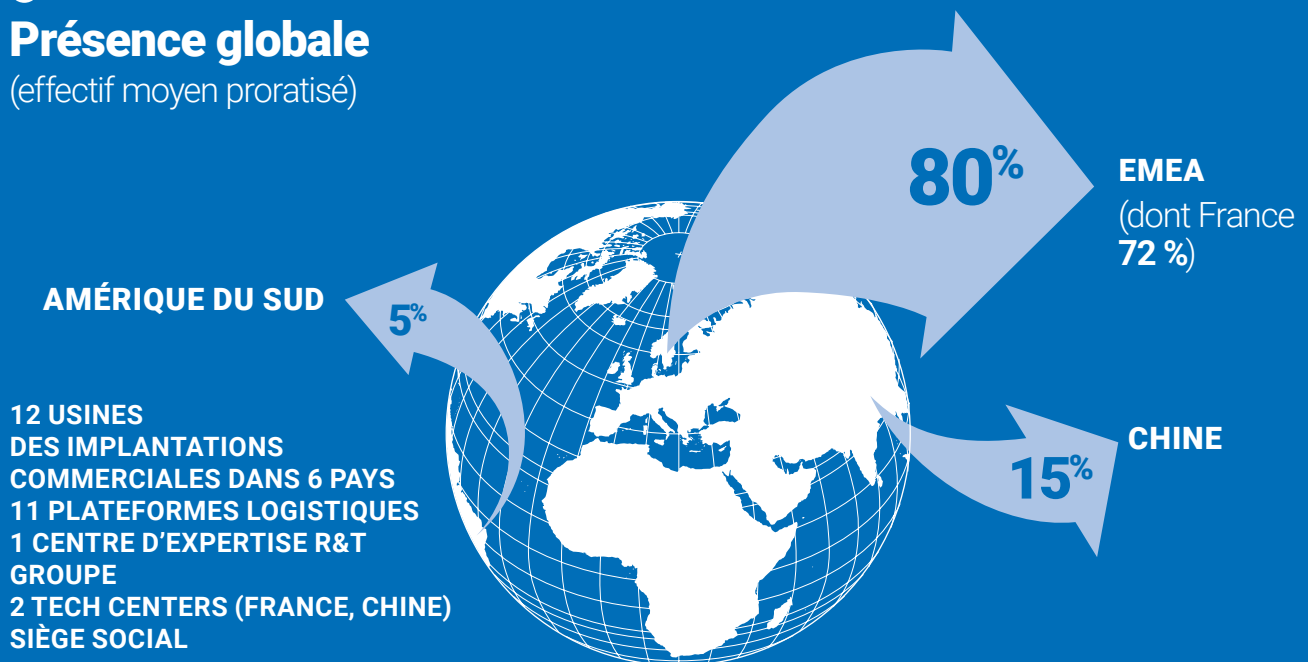 Présence globale
(effectif moyen proratisé)
80%
EMEA
(dont France
72 %)
AMÉRIQUE DU SUD
5%
12 USINES
DES IMPLANTATIONS
COMMERCIALES DANS 6 PAYS
11 PLATEFORMES LOGISTIQUES
1 CENTRE D’EXPERTISE R&T
GROUPE
2 TECH CENTERS (FRANCE, CHINE)
SIÈGE SOCIAL
CHINE
15%